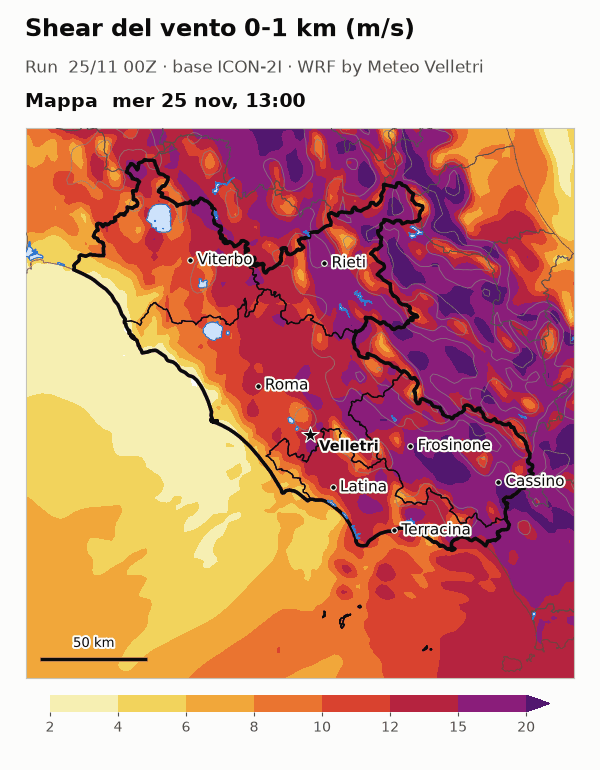 Shear del vento 0-1 km (m/s)
Run  25/11 00Z · base ICON-2I · WRF by Meteo Velletri
Mappa  mer 25 nov, 13:00
Viterbo
Rieti
Roma
Velletri
Frosinone
Latina
Cassino
Terracina
50 km
2 4 6 8 10 12 15 20